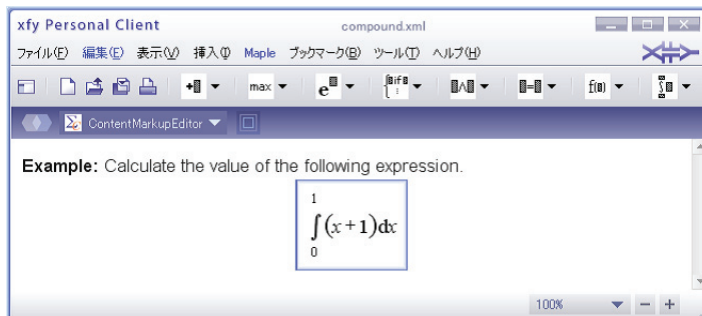 xfy Personal Client compound.xml
ファイル(F) 編集(E) 表示(V) 挿入(I) Maple ブックマーク(B) ツール(T) ヘルプ(H)
+▯ max e^▯ {▯if▯ ⋮ ▯∧▯ ▯=▯ f(▯) ∫▯
ContentMarkupEditor
Example: Calculate the value of the following expression.
1
∫(x+1)dx
0
100% − +